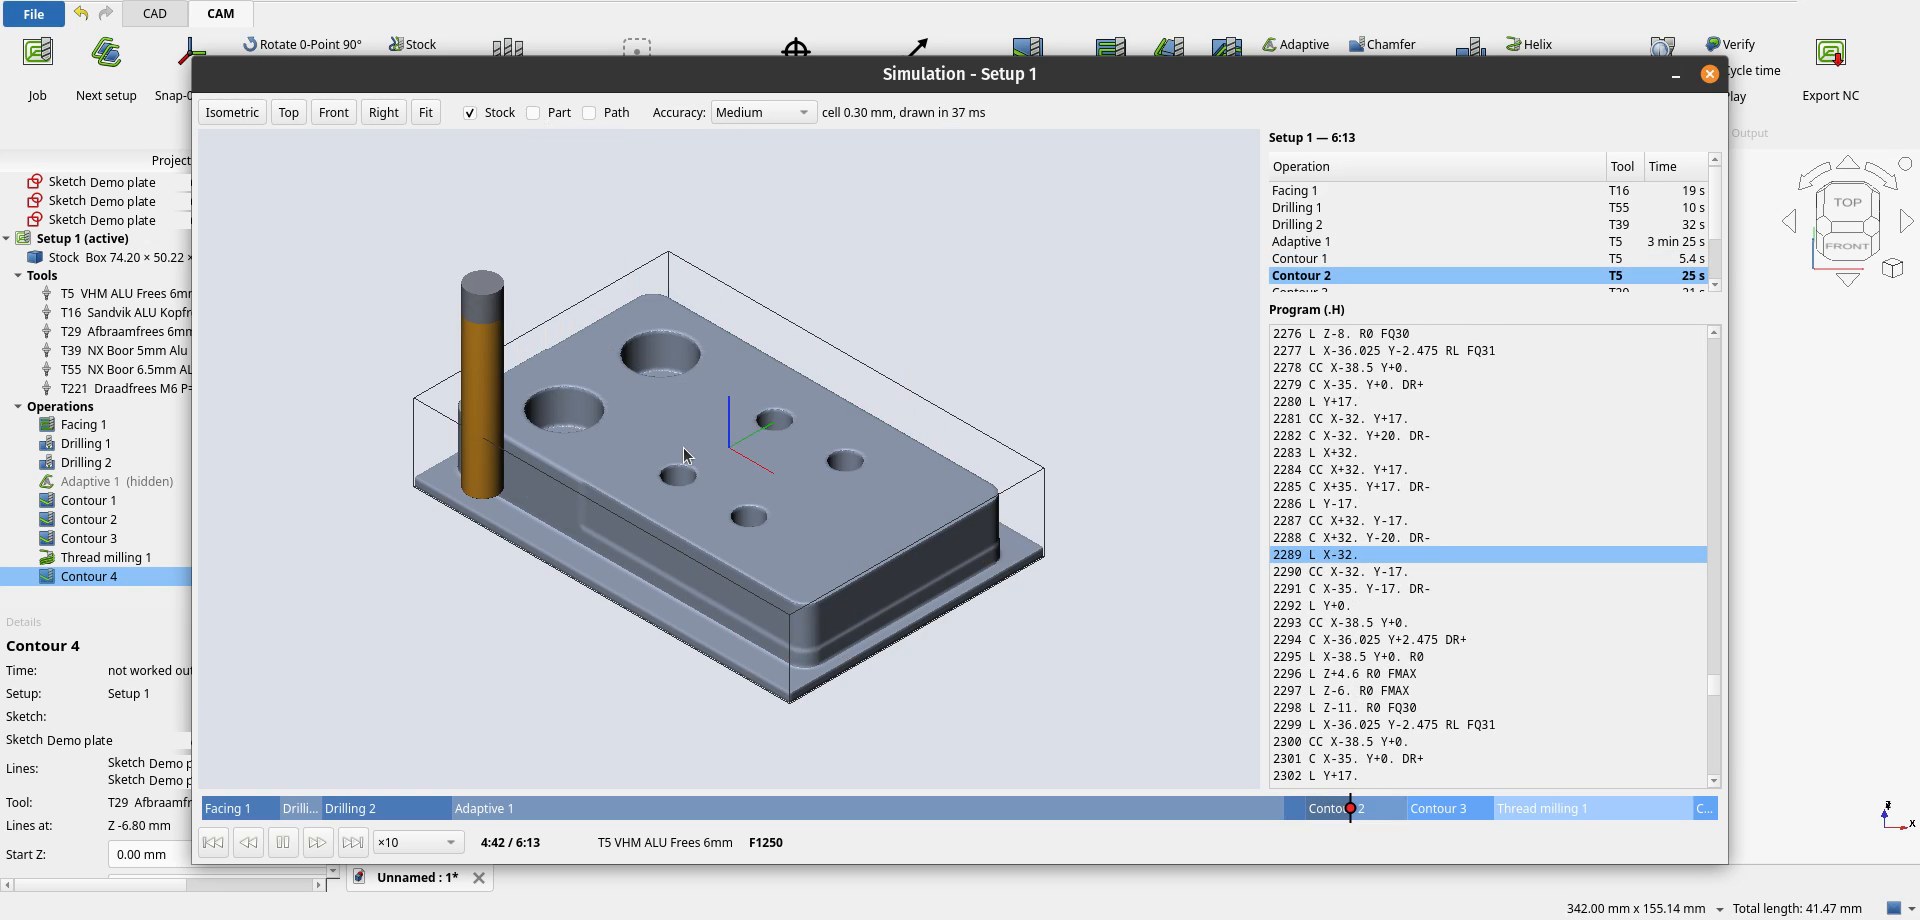 File
CAD
CAM
Rotate 0-Point 90°
Stock
Adaptive
Chamfer
Helix
Verify
Cycle time
Play
Job
Next setup
Snap-0
Export NC
Output
Simulation - Setup 1
Isometric
Top
Front
Right
Fit
Stock
Part
Path
Accuracy:
Medium
cell 0.30 mm, drawn in 37 ms
Project
Sketch Demo plate
Sketch Demo plate
Sketch Demo plate
Setup 1 (active)
Stock Box 74.20 × 50.22 ×
Tools
T5 VHM ALU Frees 6mm
T16 Sandvik ALU Kopfr
T29 Afbraamfrees 6mm
T39 NX Boor 5mm Alu
T55 NX Boor 6.5mm AL
T221 Draadfrees M6 P=
Operations
Facing 1
Drilling 1
Drilling 2
Adaptive 1 (hidden)
Contour 1
Contour 2
Contour 3
Thread milling 1
Contour 4
Details
Contour 4
Time: not worked out
Setup: Setup 1
Sketch:
Sketch Demo plate
Lines: Sketch Demo p
Sketch Demo p
Tool: T29 Afbraamfr
Lines at: Z -6.80 mm
Start Z: 0.00 mm
Setup 1 — 6:13
Operation Tool Time
Facing 1 T16 19 s
Drilling 1 T55 10 s
Drilling 2 T39 32 s
Adaptive 1 T5 3 min 25 s
Contour 1 T5 5.4 s
Contour 2 T5 25 s
Contour 3 T29 21 s
Program (.H)
2276 L Z-8. R0 FQ30
2277 L X-36.025 Y-2.475 RL FQ31
2278 CC X-38.5 Y+0.
2279 C X-35. Y+0. DR+
2280 L Y+17.
2281 CC X-32. Y+17.
2282 C X-32. Y+20. DR-
2283 L X+32.
2284 CC X+32. Y+17.
2285 C X+35. Y+17. DR-
2286 L Y-17.
2287 CC X+32. Y-17.
2288 C X+32. Y-20. DR-
2289 L X-32.
2290 CC X-32. Y-17.
2291 C X-35. Y-17. DR-
2292 L Y+0.
2293 CC X-38.5 Y+0.
2294 C X-36.025 Y+2.475 DR+
2295 L X-38.5 Y+0. R0
2296 L Z+4.6 R0 FMAX
2297 L Z-6. R0 FMAX
2298 L Z-11. R0 FQ30
2299 L X-36.025 Y-2.475 RL FQ31
2300 CC X-38.5 Y+0.
2301 C X-35. Y+0. DR+
2302 L Y+17.
TOP
FRONT
Facing 1
Drilli...
Drilling 2
Adaptive 1
Contou 2
Contour 3
Thread milling 1
C...
×10
4:42 / 6:13
T5 VHM ALU Frees 6mm
F1250
Z
X
Unnamed : 1*
342.00 mm x 155.14 mm
Total length: 41.47 mm